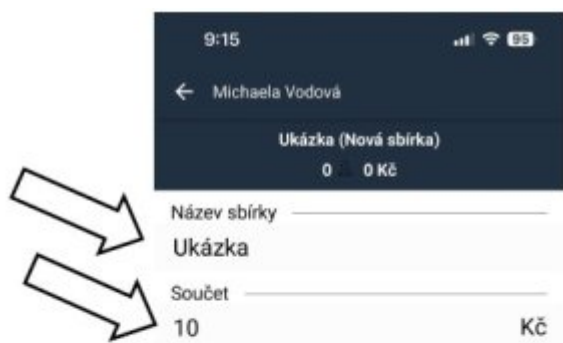 9:15 95
Michaela Vodová
Ukázka (Nová sbírka)
0 0 Kč
Název sbírky
Ukázka
Součet
10 Kč